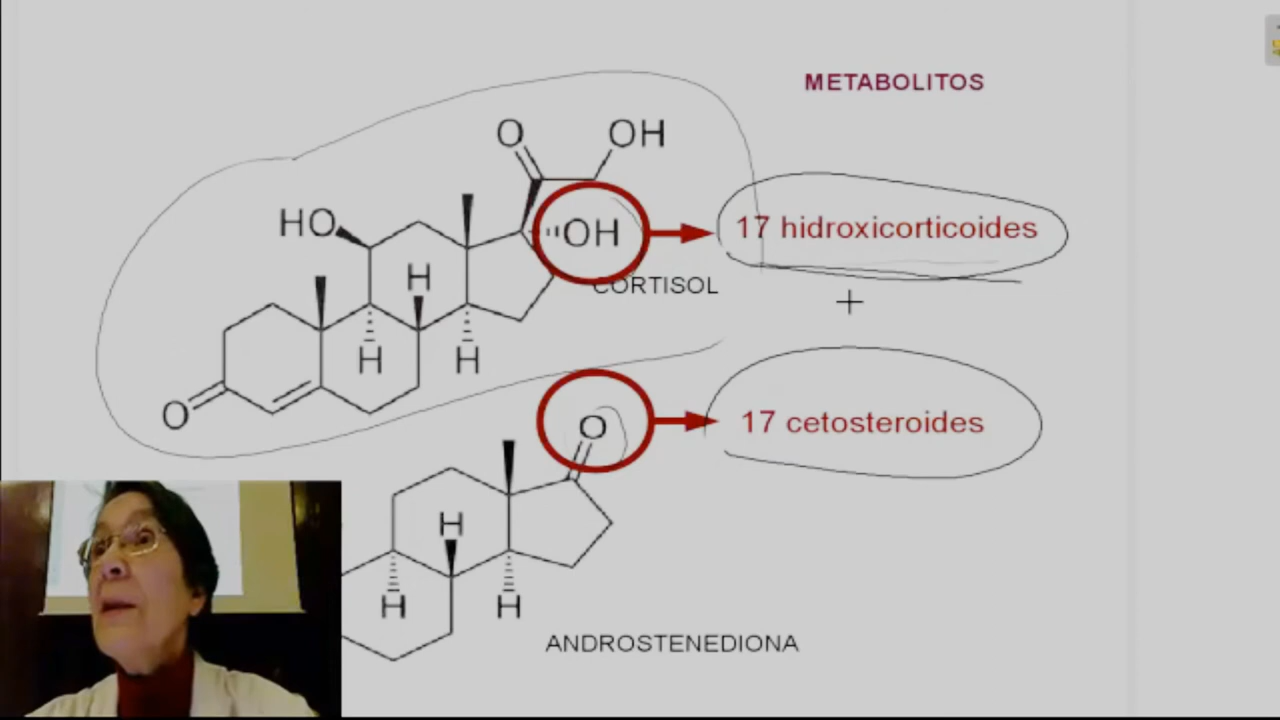 METABOLITOS
O
OH
HO
OH
17 hidroxicorticoides
H
CORTISOL
+
H
H
O
O
17 cetosteroides
H
H
H
ANDROSTENEDIONA